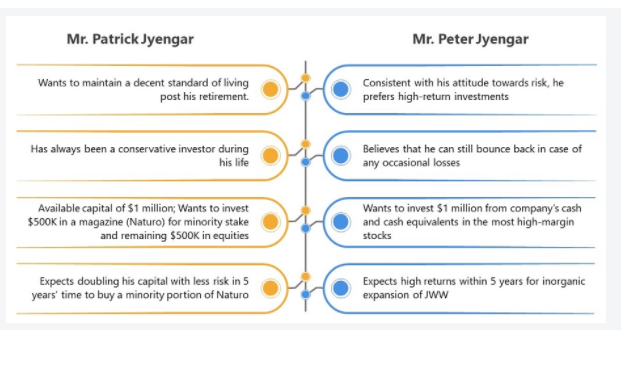 Mr. Patrick Jyengar
Wants to maintain a decent standard of living
post his retirement.
Has always been a conservative investor during
his life
Available capital of $1 million; Wants to invest
$500K in a magazine (Naturo) for minority stake
and remaining $500K in equities
Expects doubling his capital with less risk in 5
years' time to buy a minority portion of Naturo
Mr. Peter Jyengar
Consistent with his attitude towards risk, he
prefers high-return investments
Believes that he can still bounce back in case of
any occasional losses
Wants to invest $1 million from company's cash
and cash equivalents in the most high-margin
stocks
Expects high returns within 5 years for inorganic
expansion of JWW